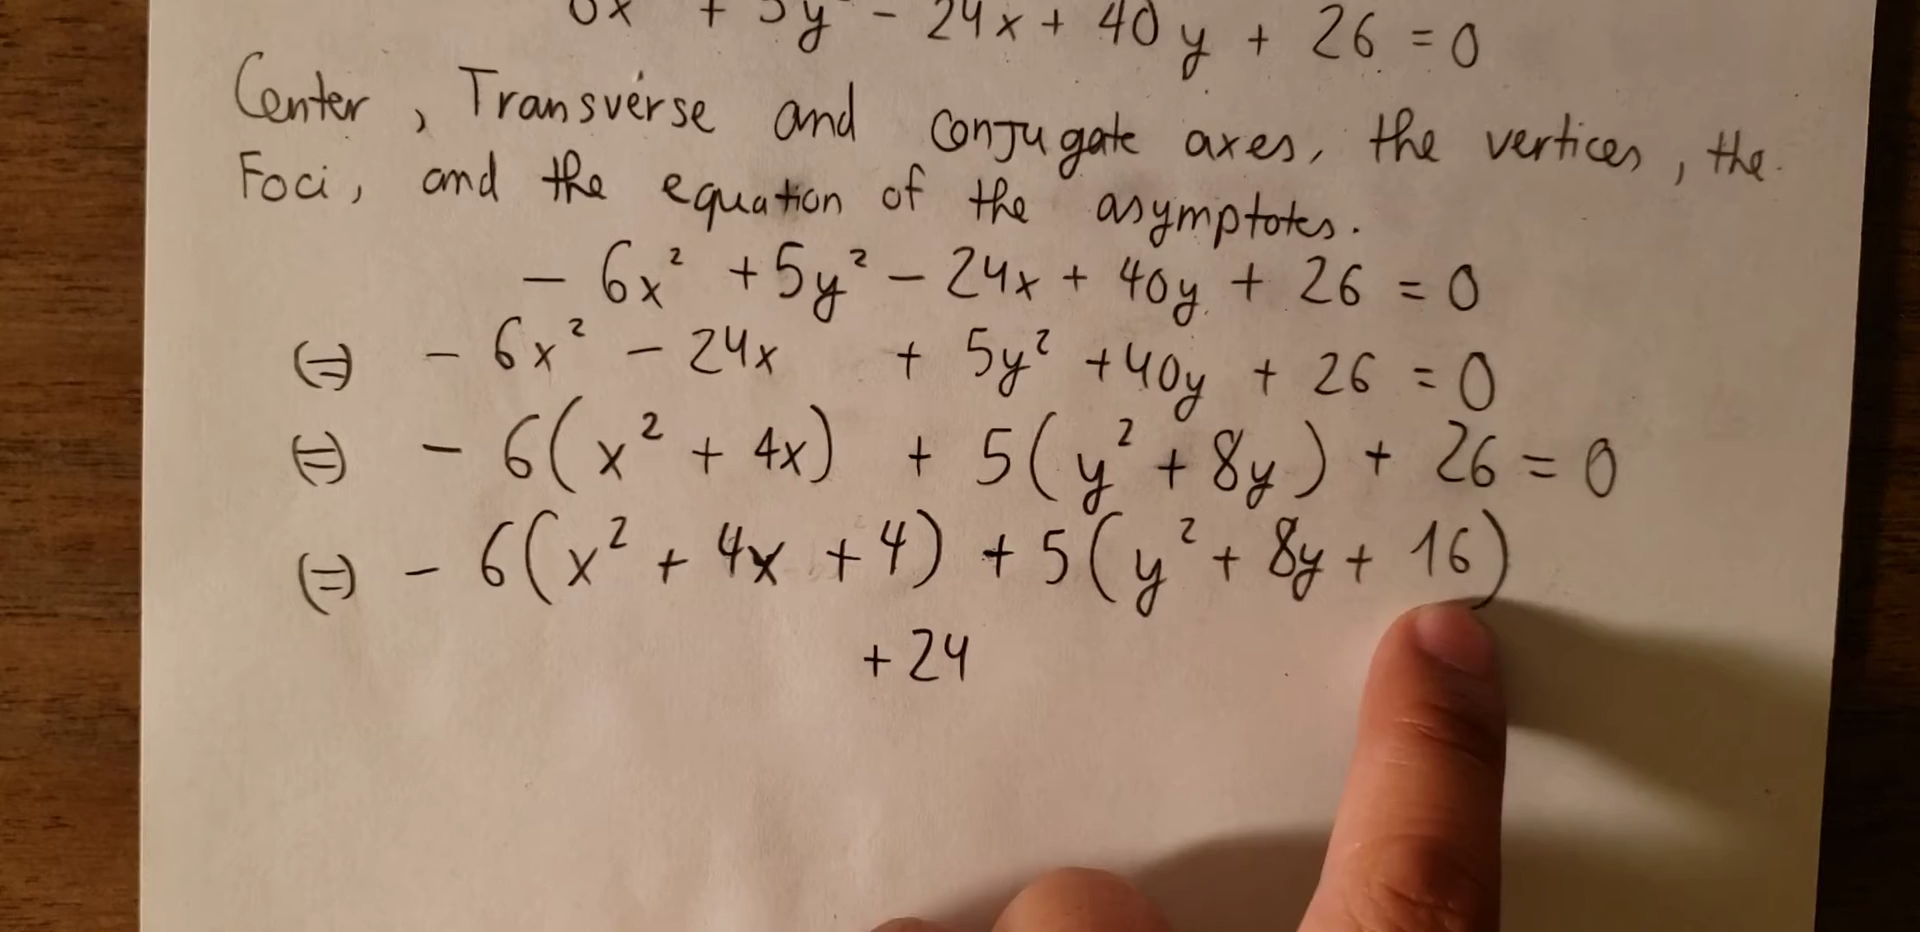 6x + 5y - 24x + 40y + 26 = 0
Center, Transverse and conjugate axes, the vertices, the
Foci, and the equation of the asymptotes.
- 6x² + 5y² - 24x + 40y + 26 = 0
(=) - 6x² - 24x + 5y² + 40y + 26 = 0
(=) - 6(x² + 4x) + 5(y² + 8y) + 26 = 0
(=) - 6(x² + 4x + 4) + 5(y² + 8y + 16)
+ 24